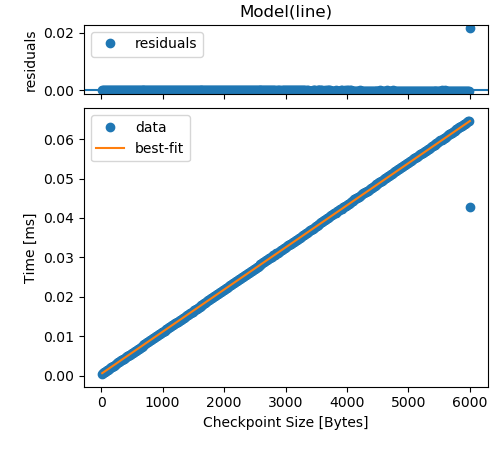 Model(line)
residuals
0.02
0.00
residuals
Time [ms]
0.06
0.05
0.04
0.03
0.02
0.01
0.00
data
best-fit
0
1000
2000
3000
4000
5000
6000
Checkpoint Size [Bytes]